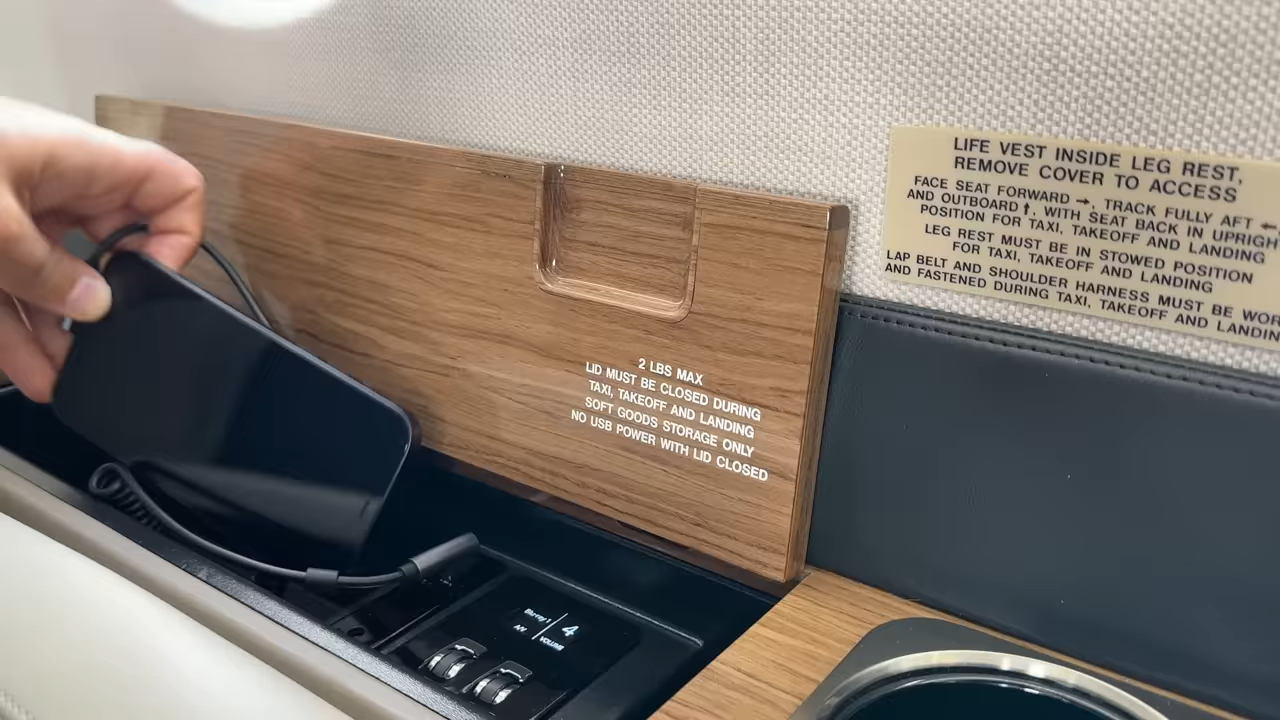 LIFE VEST INSIDE LEG REST,
REMOVE COVER TO ACCESS
FACE SEAT FORWARD →, TRACK FULLY AFT ←
AND OUTBOARD ↑, WITH SEAT BACK IN UPRIGH
POSITION FOR TAXI, TAKEOFF AND LANDING
LEG REST MUST BE IN STOWED POSITION
FOR TAXI, TAKEOFF AND LANDING
LAP BELT AND SHOULDER HARNESS MUST BE WOR
AND FASTENED DURING TAXI, TAKEOFF AND LANDIN
2 LBS MAX
LID MUST BE CLOSED DURING
TAXI, TAKEOFF AND LANDING
SOFT GOODS STORAGE ONLY
NO USB POWER WITH LID CLOSED
4
A/V
VOLUME